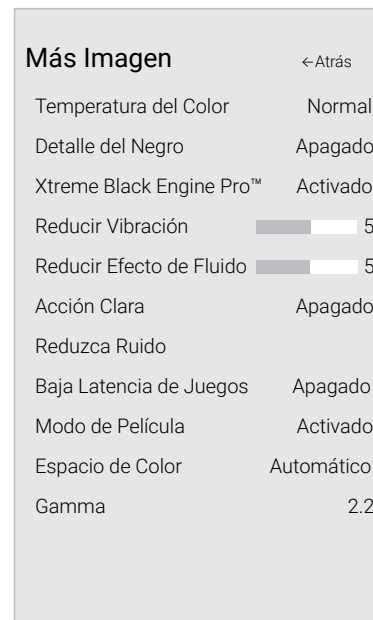 Más Imagen ←Atrás
Temperatura del Color Normal
Detalle del Negro Apagado
Xtreme Black Engine Pro™ Activado
Reducir Vibración 5
Reducir Efecto de Fluido 5
Acción Clara Apagado
Reduzca Ruido
Baja Latencia de Juegos Apagado
Modo de Película Activado
Espacio de Color Automático
Gamma 2.2